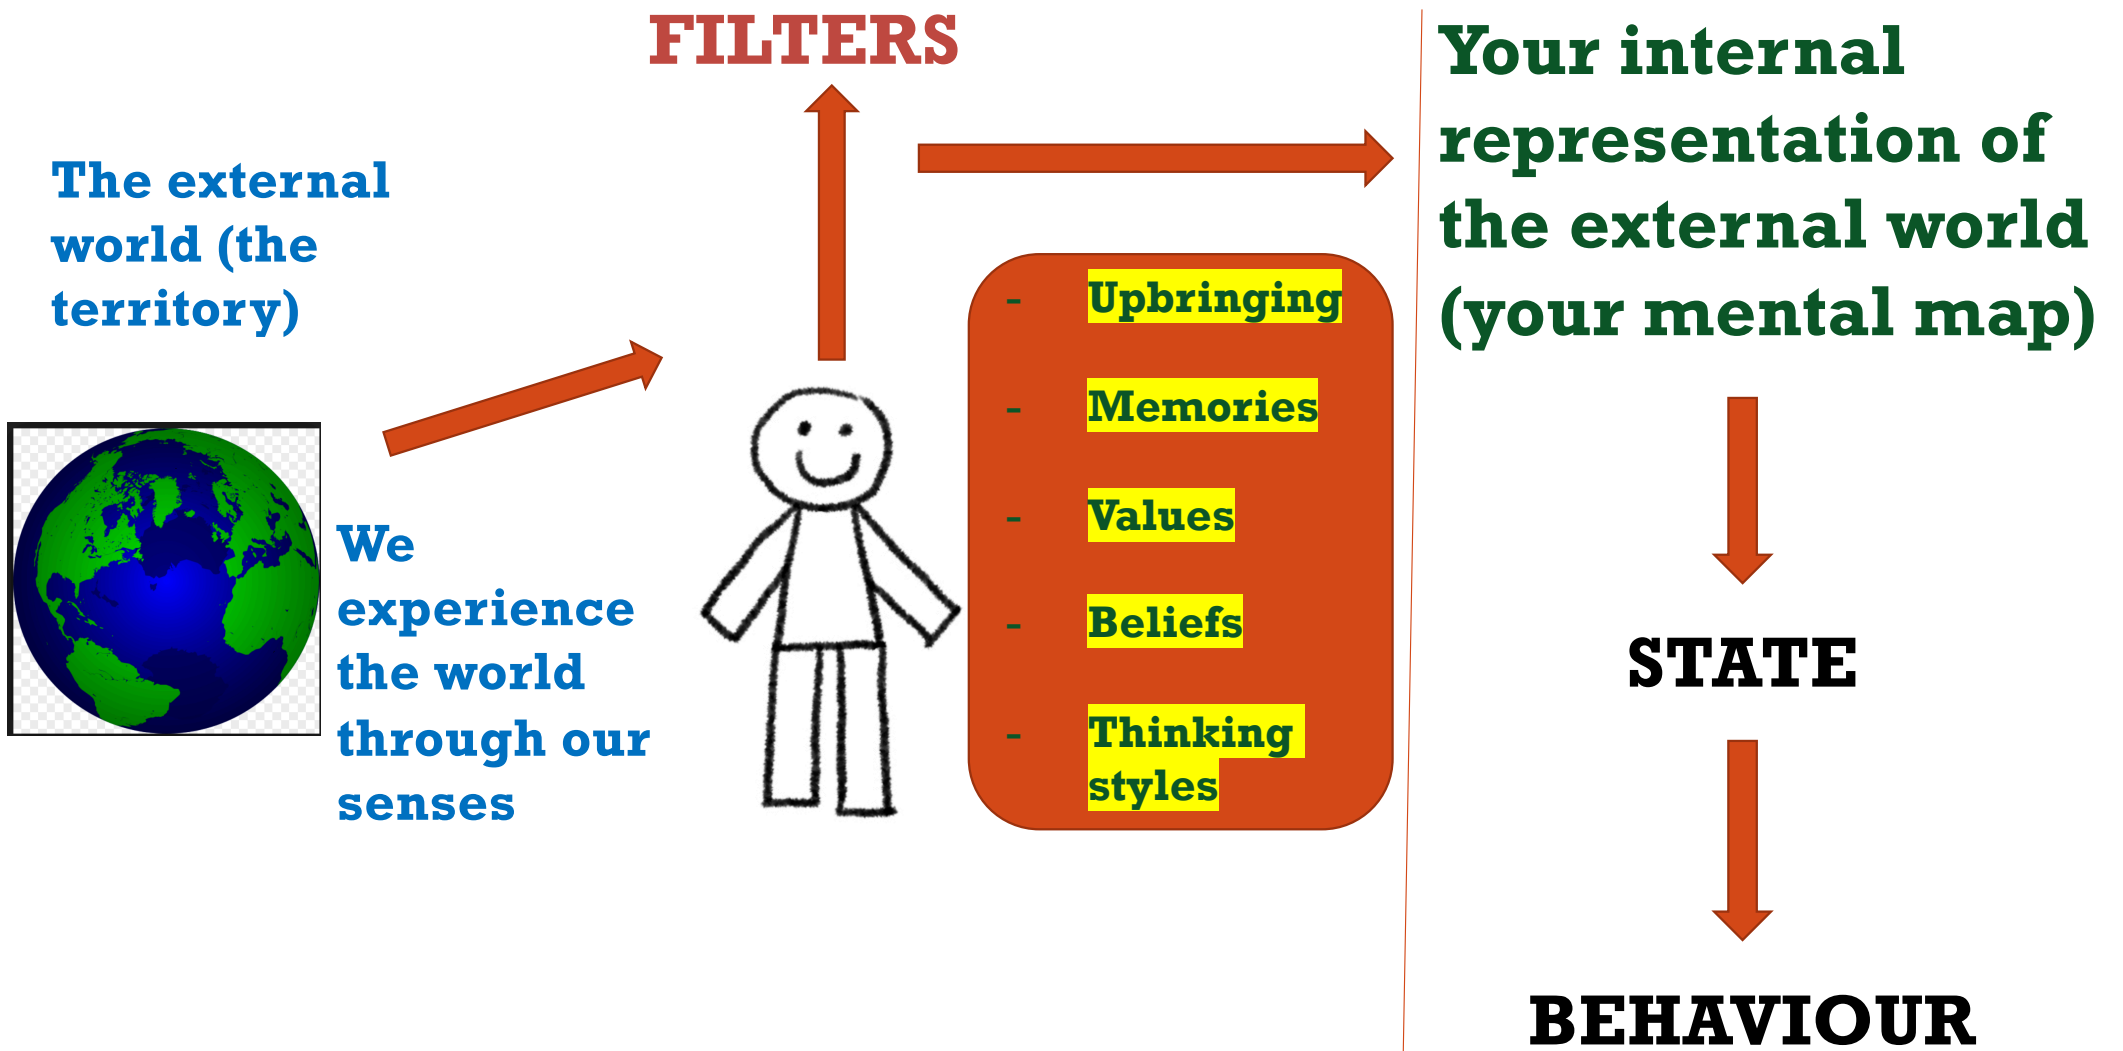 FILTERS
The external
world (the
territory)
We
experience
the world
through our
senses
- Upbringing
- Memories
- Values
- Beliefs
- Thinking
styles
Your internal
representation of
the external world
(your mental map)
STATE
BEHAVIOUR